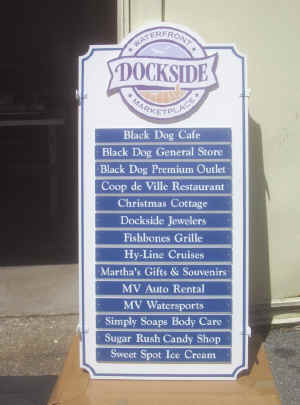 WATERFRONT
DOCKSIDE
MARKETPLACE
Black Dog Cafe
Black Dog General Store
Black Dog Premium Outlet
Coop de Ville Restaurant
Christmas Cottage
Dockside Jewelers
Fishbones Grille
Hy-Line Cruises
Martha's Gifts & Souvenirs
MV Auto Rental
MV Watersports
Simply Soaps Body Care
Sugar Rush Candy Shop
Sweet Spot Ice Cream